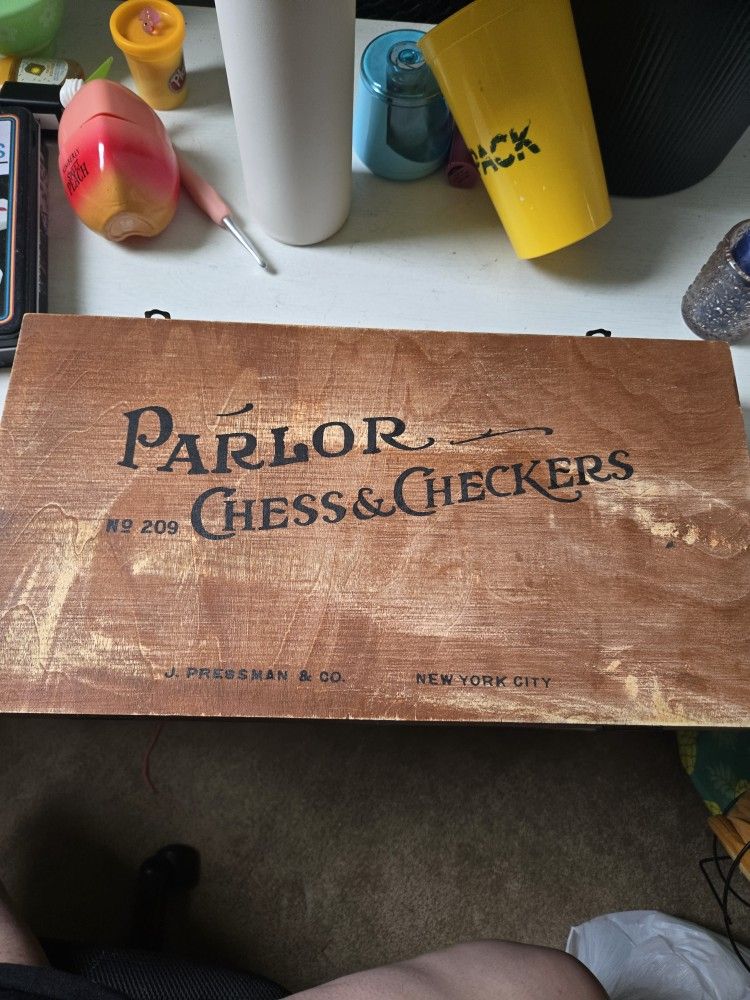 PACK
PARLOR
CHESS & CHECKERS
Nº 209
J. PRESSMAN & CO.
NEW YORK CITY